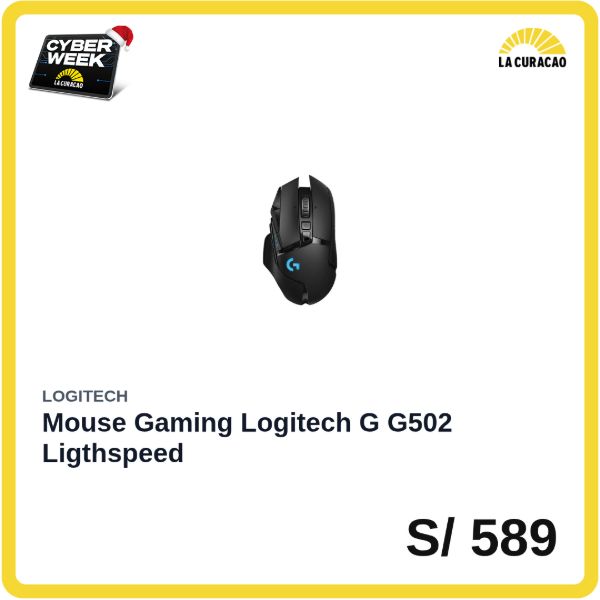 CYBER
WEEK
LA CURACAO
LA CURACAO
LOGITECH
Mouse Gaming Logitech G G502
Ligthspeed
S/ 589